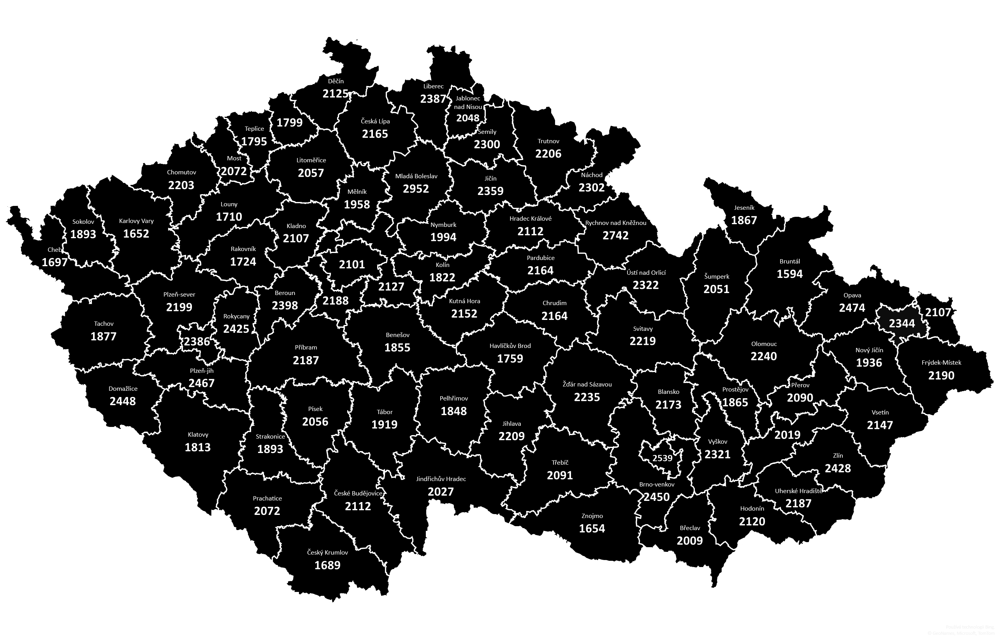 Děčín
2125
Liberec
2387
Jablonec
nad Nisou
2048
Česká Lípa
2165
1799
Teplice
1795
Semily
2300
Trutnov
2206
Most
2072
Litoměřice
2057
Chomutov
2203
Mladá Boleslav
2952
Jičín
2359
Náchod
2302
Mělník
1958
Louny
1710
Jeseník
1867
Sokolov
1893
Karlovy Vary
1652
Kladno
2107
Nymburk
1994
Hradec Králové
2112
Rychnov nad Kněžnou
2742
Cheb
1697
Rakovník
1724
2101
Kolín
1822
Pardubice
2164
Ústí nad Orlicí
2322
Šumperk
2051
Bruntál
1594
Plzeň-sever
2199
Beroun
2398
2188
2127
Kutná Hora
2152
Chrudim
2164
Opava
2474
2344
2107
Tachov
1877
Rokycany
2425
2386
Příbram
2187
Benešov
1855
Havlíčkův Brod
1759
Svitavy
2219
Olomouc
2240
Nový Jičín
1936
Frýdek-Místek
2190
Plzeň-jih
2467
Domažlice
2448
Žďár nad Sázavou
2235
Blansko
2173
Prostějov
1865
Přerov
2090
Písek
2056
Tábor
1919
Pelhřimov
1848
Jihlava
2209
Vsetín
2147
Klatovy
1813
Strakonice
1893
Vyškov
2321
2019
2539
Třebíč
2091
Zlín
2428
Jindřichův Hradec
2027
Brno-venkov
2450
Prachatice
2072
České Budějovice
2112
Uherské Hradiště
2187
Znojmo
1654
Hodonín
2120
Břeclav
2009
Český Krumlov
1689
Používá technologii Bing.
© GeoNames, Microsoft, TomTom